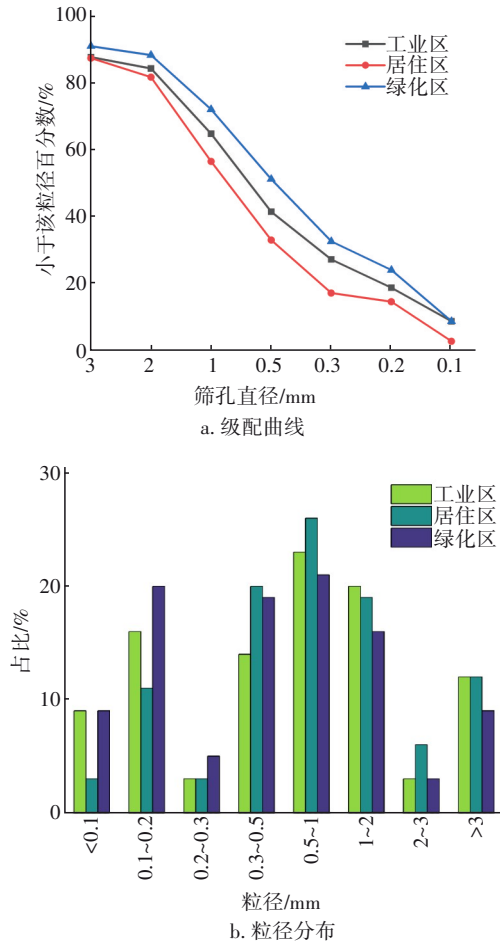 100
80
60
40
20
0
小于该粒径百分数/%
工业区
居住区
绿化区
3 2 1 0.5 0.3 0.2 0.1
筛孔直径/mm
a. 级配曲线
30
20
10
0
占比/%
工业区
居住区
绿化区
<0.1 0.1~0.2 0.2~0.3 0.3~0.5 0.5~1 1~2 2~3 >3
粒径/mm
b. 粒径分布